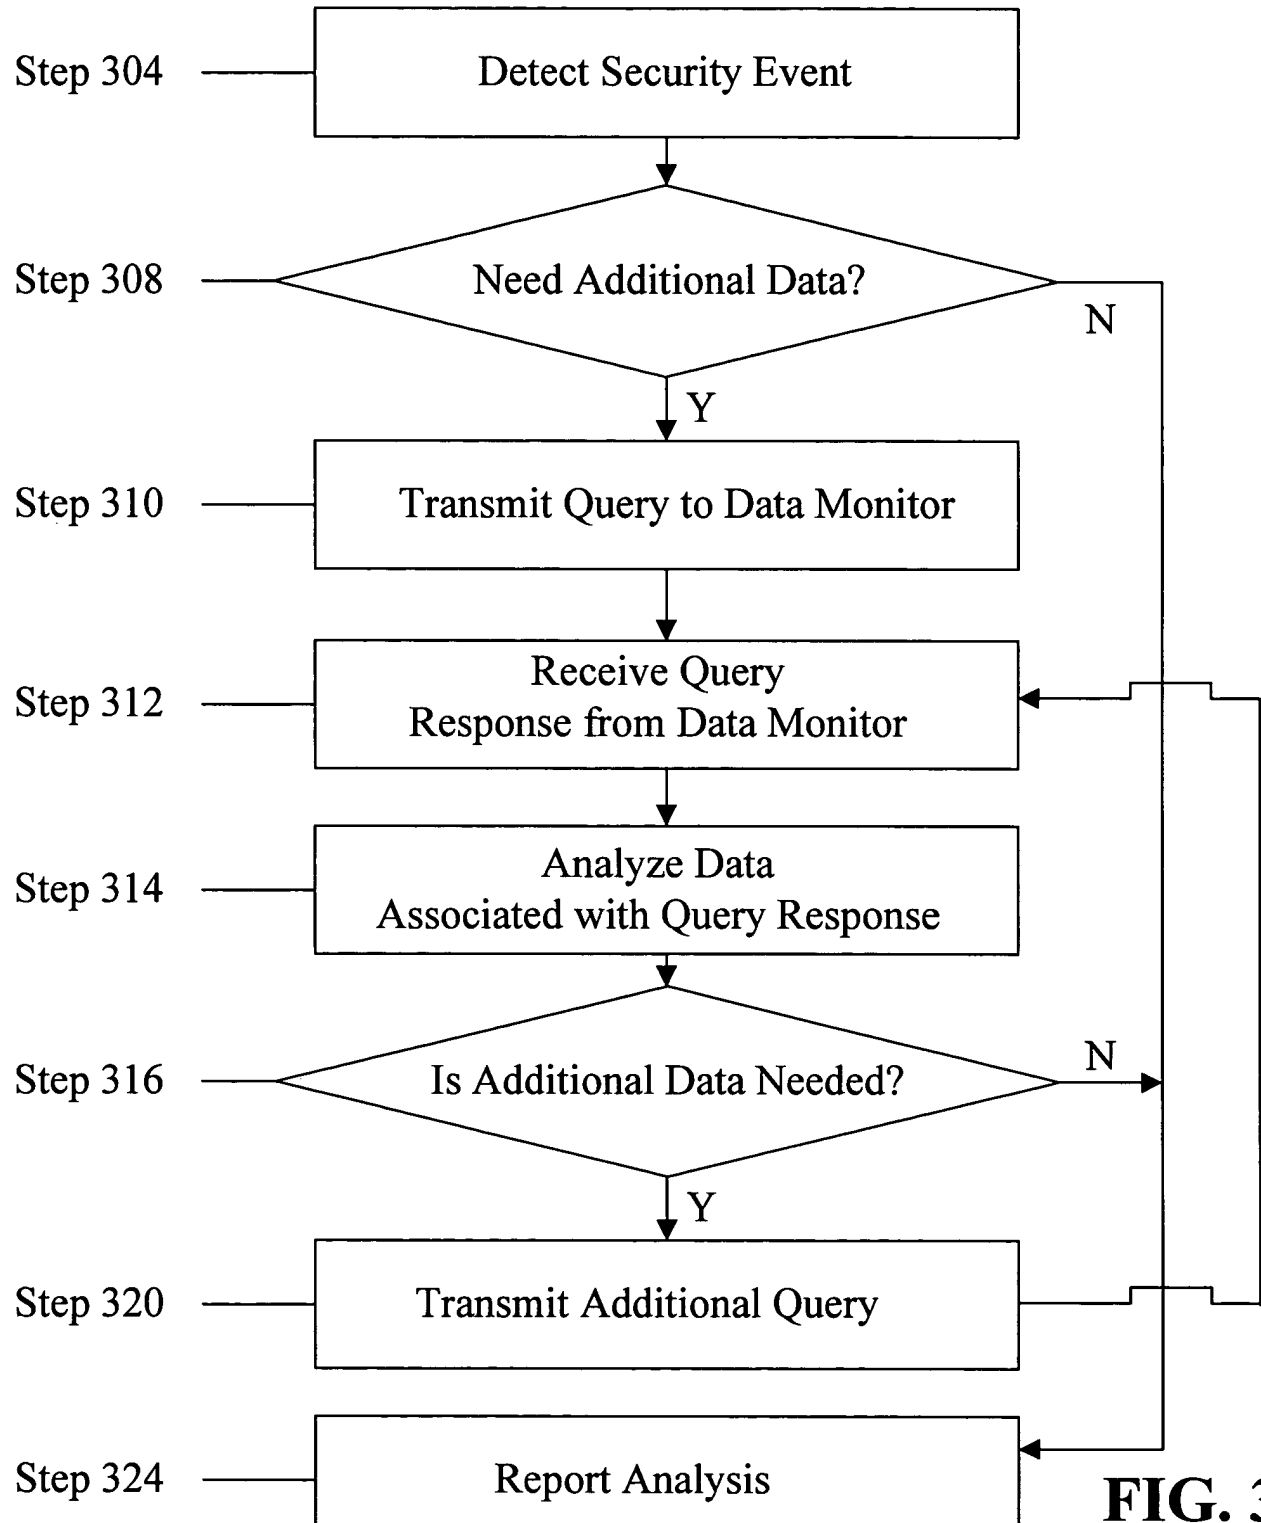 Step 304
Detect Security Event
Step 308
Need Additional Data?
N
Y
Step 310
Transmit Query to Data Monitor
Step 312
Receive Query
Response from Data Monitor
Step 314
Analyze Data
Associated with Query Response
Step 316
Is Additional Data Needed?
N
Y
Step 320
Transmit Additional Query
Step 324
Report Analysis
FIG. 3